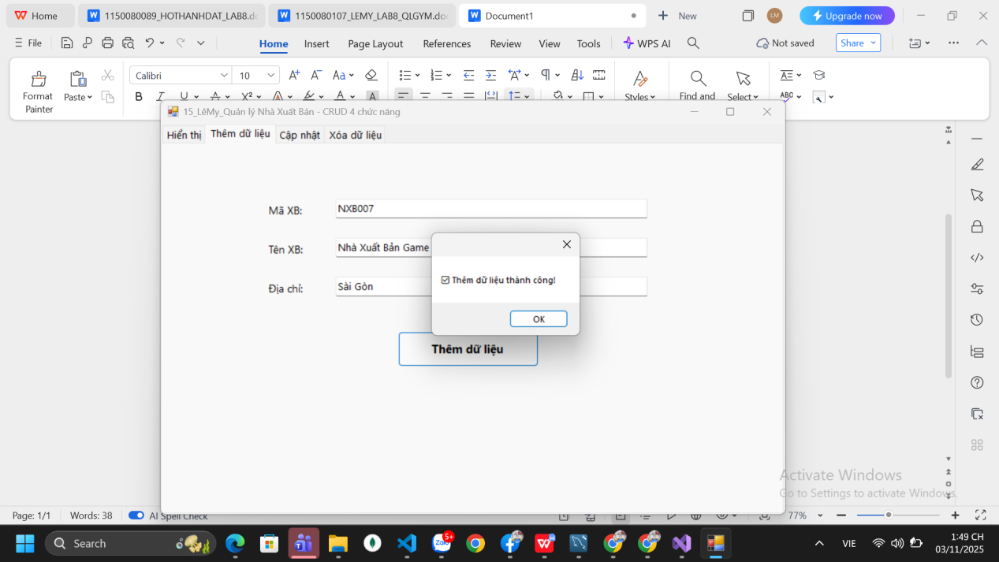 Home
1150080089_HOTHANHDAT_LAB8.d
1150080107_LEMY_LAB8_QLGYM.do
Document1
New
LM
Upgrade now
File
Home
Insert
Page Layout
References
Review
View
Tools
WPS AI
Not saved
Share
Format
Painter
Paste
Calibri
10
Styles
Find and
Select
15_LêMy_Quản lý Nhà Xuất Bản - CRUD 4 chức năng
Hiển thị
Thêm dữ liệu
Cập nhật
Xóa dữ liệu
Mã XB:
NXB007
Tên XB:
Nhà Xuất Bản Game
Địa chỉ:
Sài Gòn
Thêm dữ liệu thành công!
OK
Thêm dữ liệu
Activate Windows
Go to Settings to activate Windows.
Page: 1/1
Words: 38
AI Spell Check
77%
Search
Zalo
5+
VIE
1:49 CH
03/11/2025